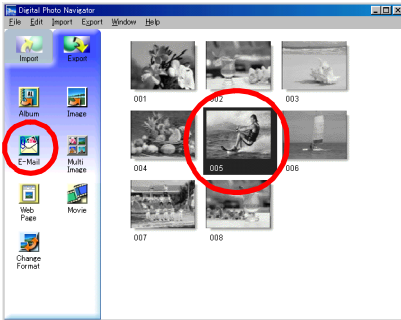 Digital Photo Navigator
File Edit Import Export Window Help
Import Export
001 002 003
Album Image
E-Mail Multi Image
004 005 006
Web Page Movie
007 008
Change Format